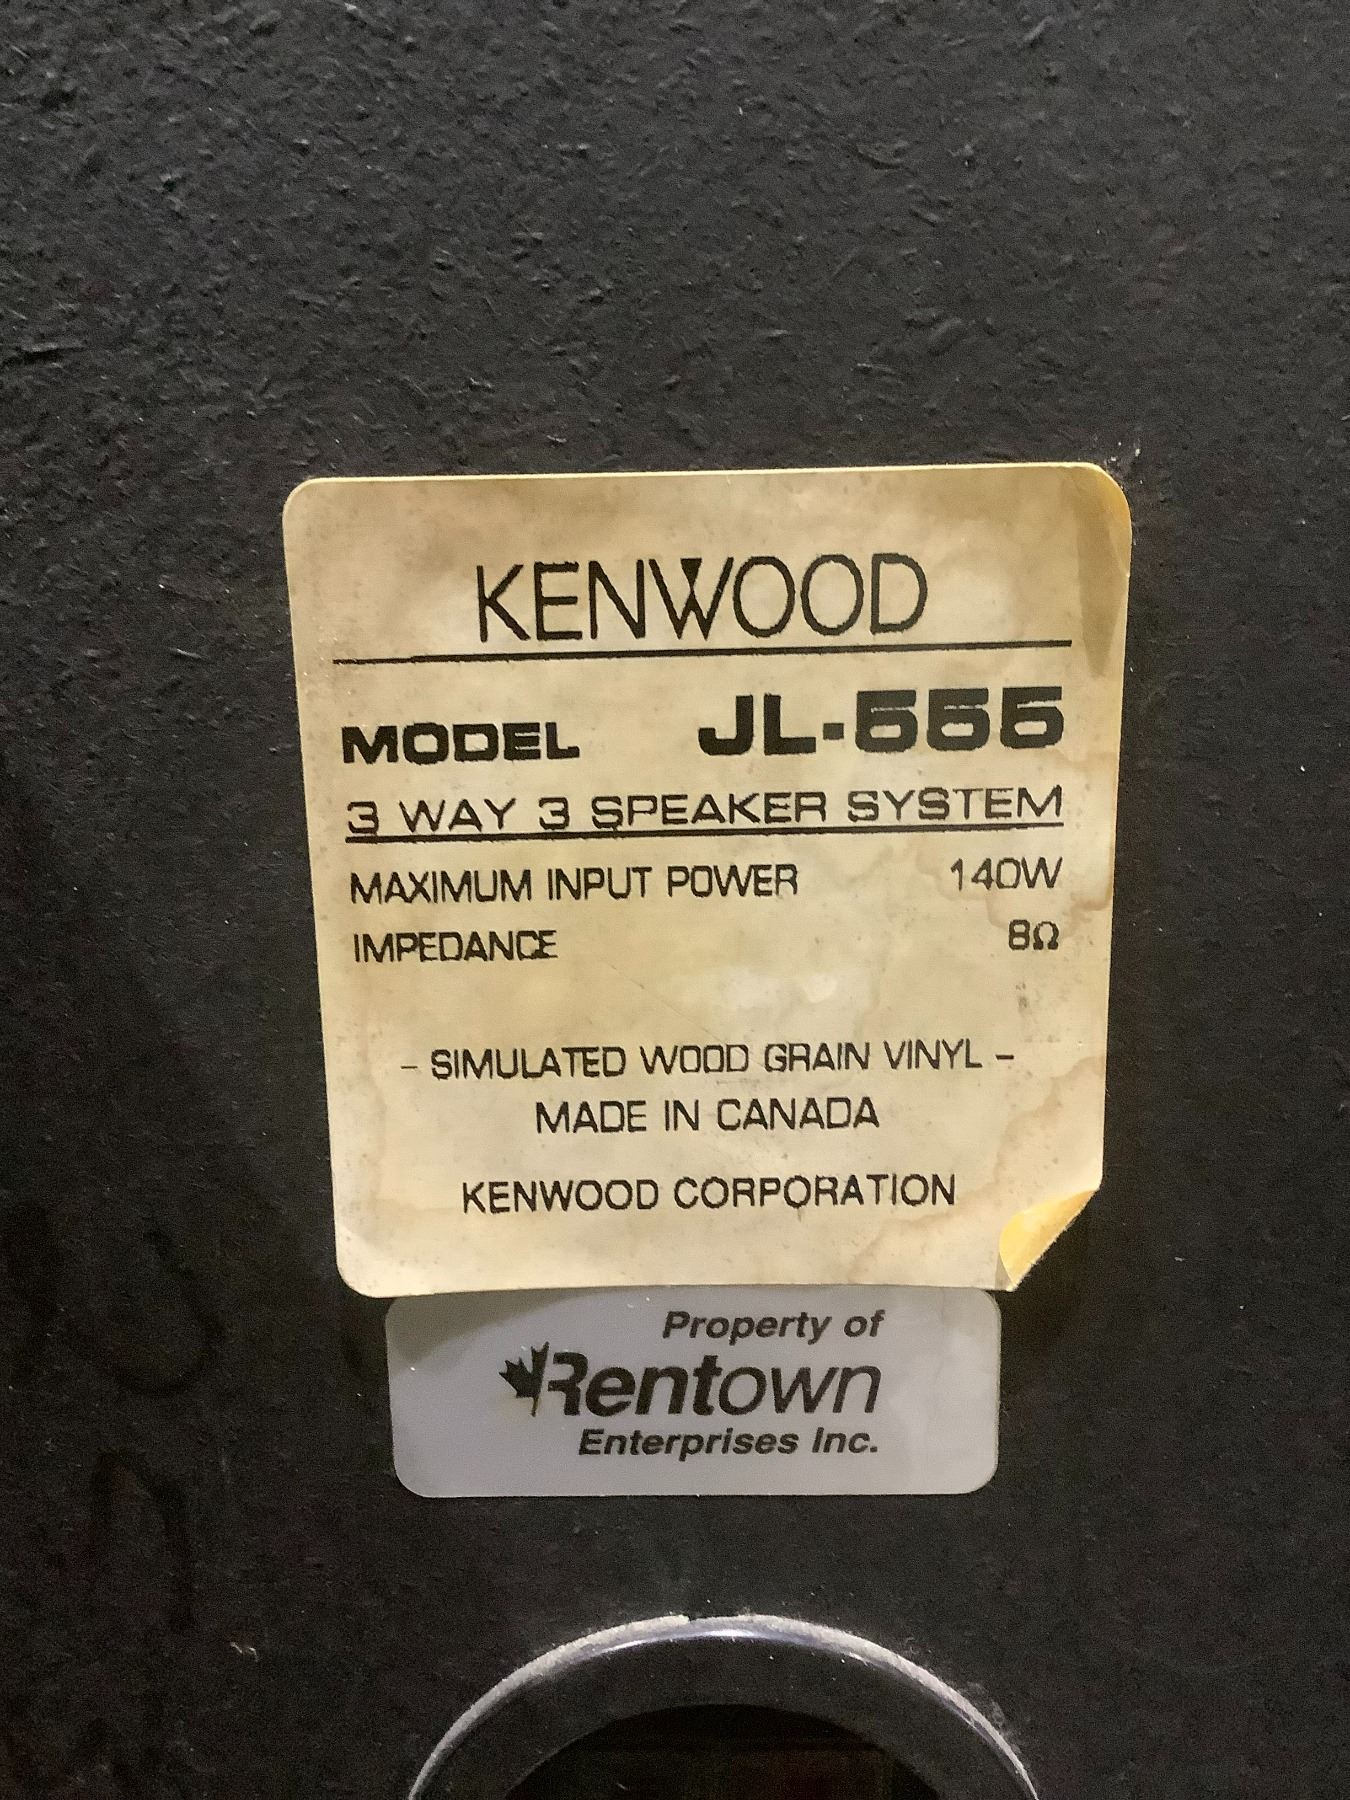 KENWOOD
MODEL JL-555
3 WAY 3 SPEAKER SYSTEM
MAXIMUM INPUT POWER 140W
IMPEDANCE 8Ω
- SIMULATED WOOD GRAIN VINYL -
MADE IN CANADA
KENWOOD CORPORATION
Property of
Rentown
Enterprises Inc.